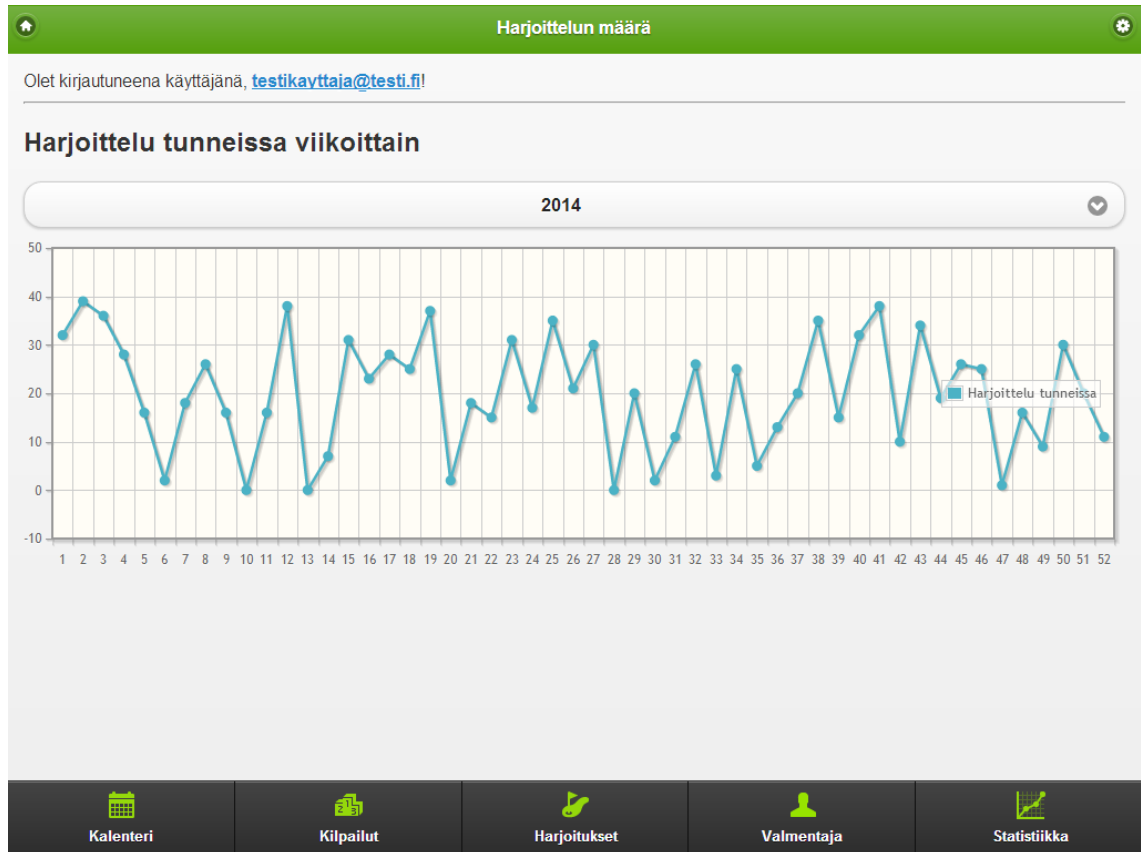 Harjoittelun määrä
Olet kirjautuneena käyttäjänä, testikayttaja@testi.fi!
Harjoittelu tunneissa viikoittain
2014
50
40
30
20
10
0
-10
Harjoittelu tunneissa
1 2 3 4 5 6 7 8 9 10 11 12 13 14 15 16 17 18 19 20 21 22 23 24 25 26 27 28 29 30 31 32 33 34 35 36 37 38 39 40 41 42 43 44 45 46 47 48 49 50 51 52
Kalenteri Kilpailut Harjoitukset Valmentaja Statistiikka